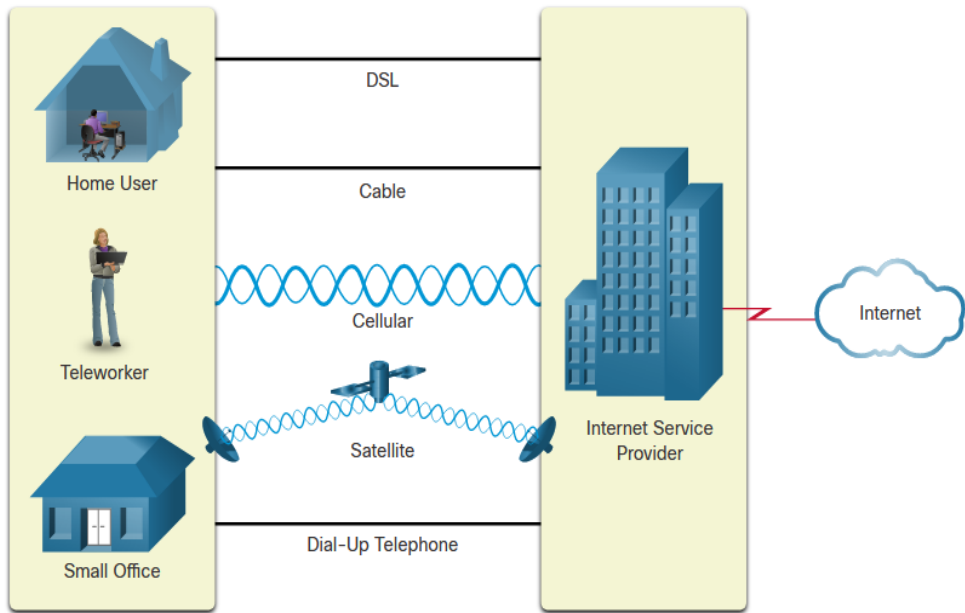 Home User
Teleworker
Small Office
DSL
Cable
Cellular
Satellite
Dial-Up Telephone
Internet Service
Provider
Internet